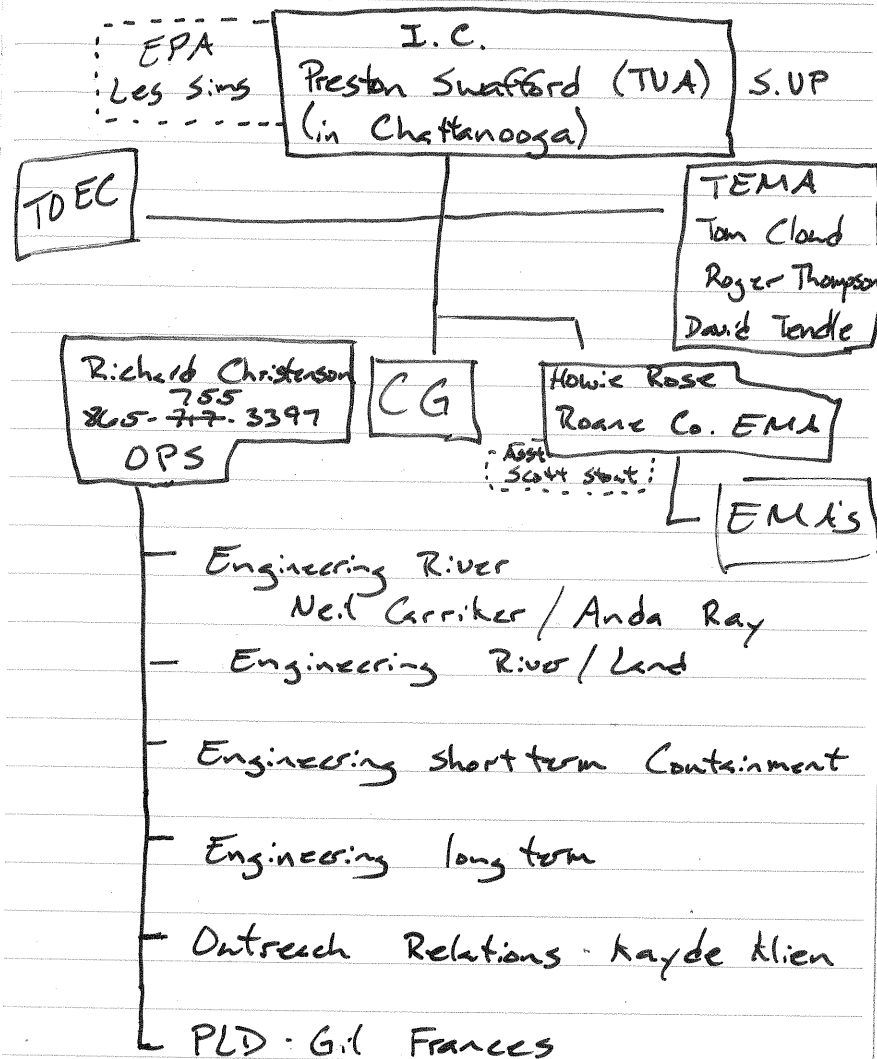 EPA
Les Sims
I.C.
Preston Swafford (TVA)
(in Chattanooga)
S.VP
TDEC
TEMA
Tom Cloud
Roger Thompson
David Tendle
Richard Christenson
755
865-717-3397
OPS
CG
Howie Rose
Roane Co. EMA
Asst
Scott Stout
EMA's
Engineering River
Neil Carriker / Anda Ray
Engineering River / Land
Engineering short term Containment
Engineering long term
Outreach Relations - Kayde Klien
PLD - Gil Frances